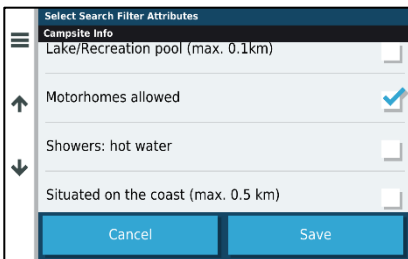 Select Search Filter Attributes
Campsite Info
Lake/Recreation pool (max. 0.1km)
Motorhomes allowed
Showers: hot water
Situated on the coast (max. 0.5 km)
Cancel
Save